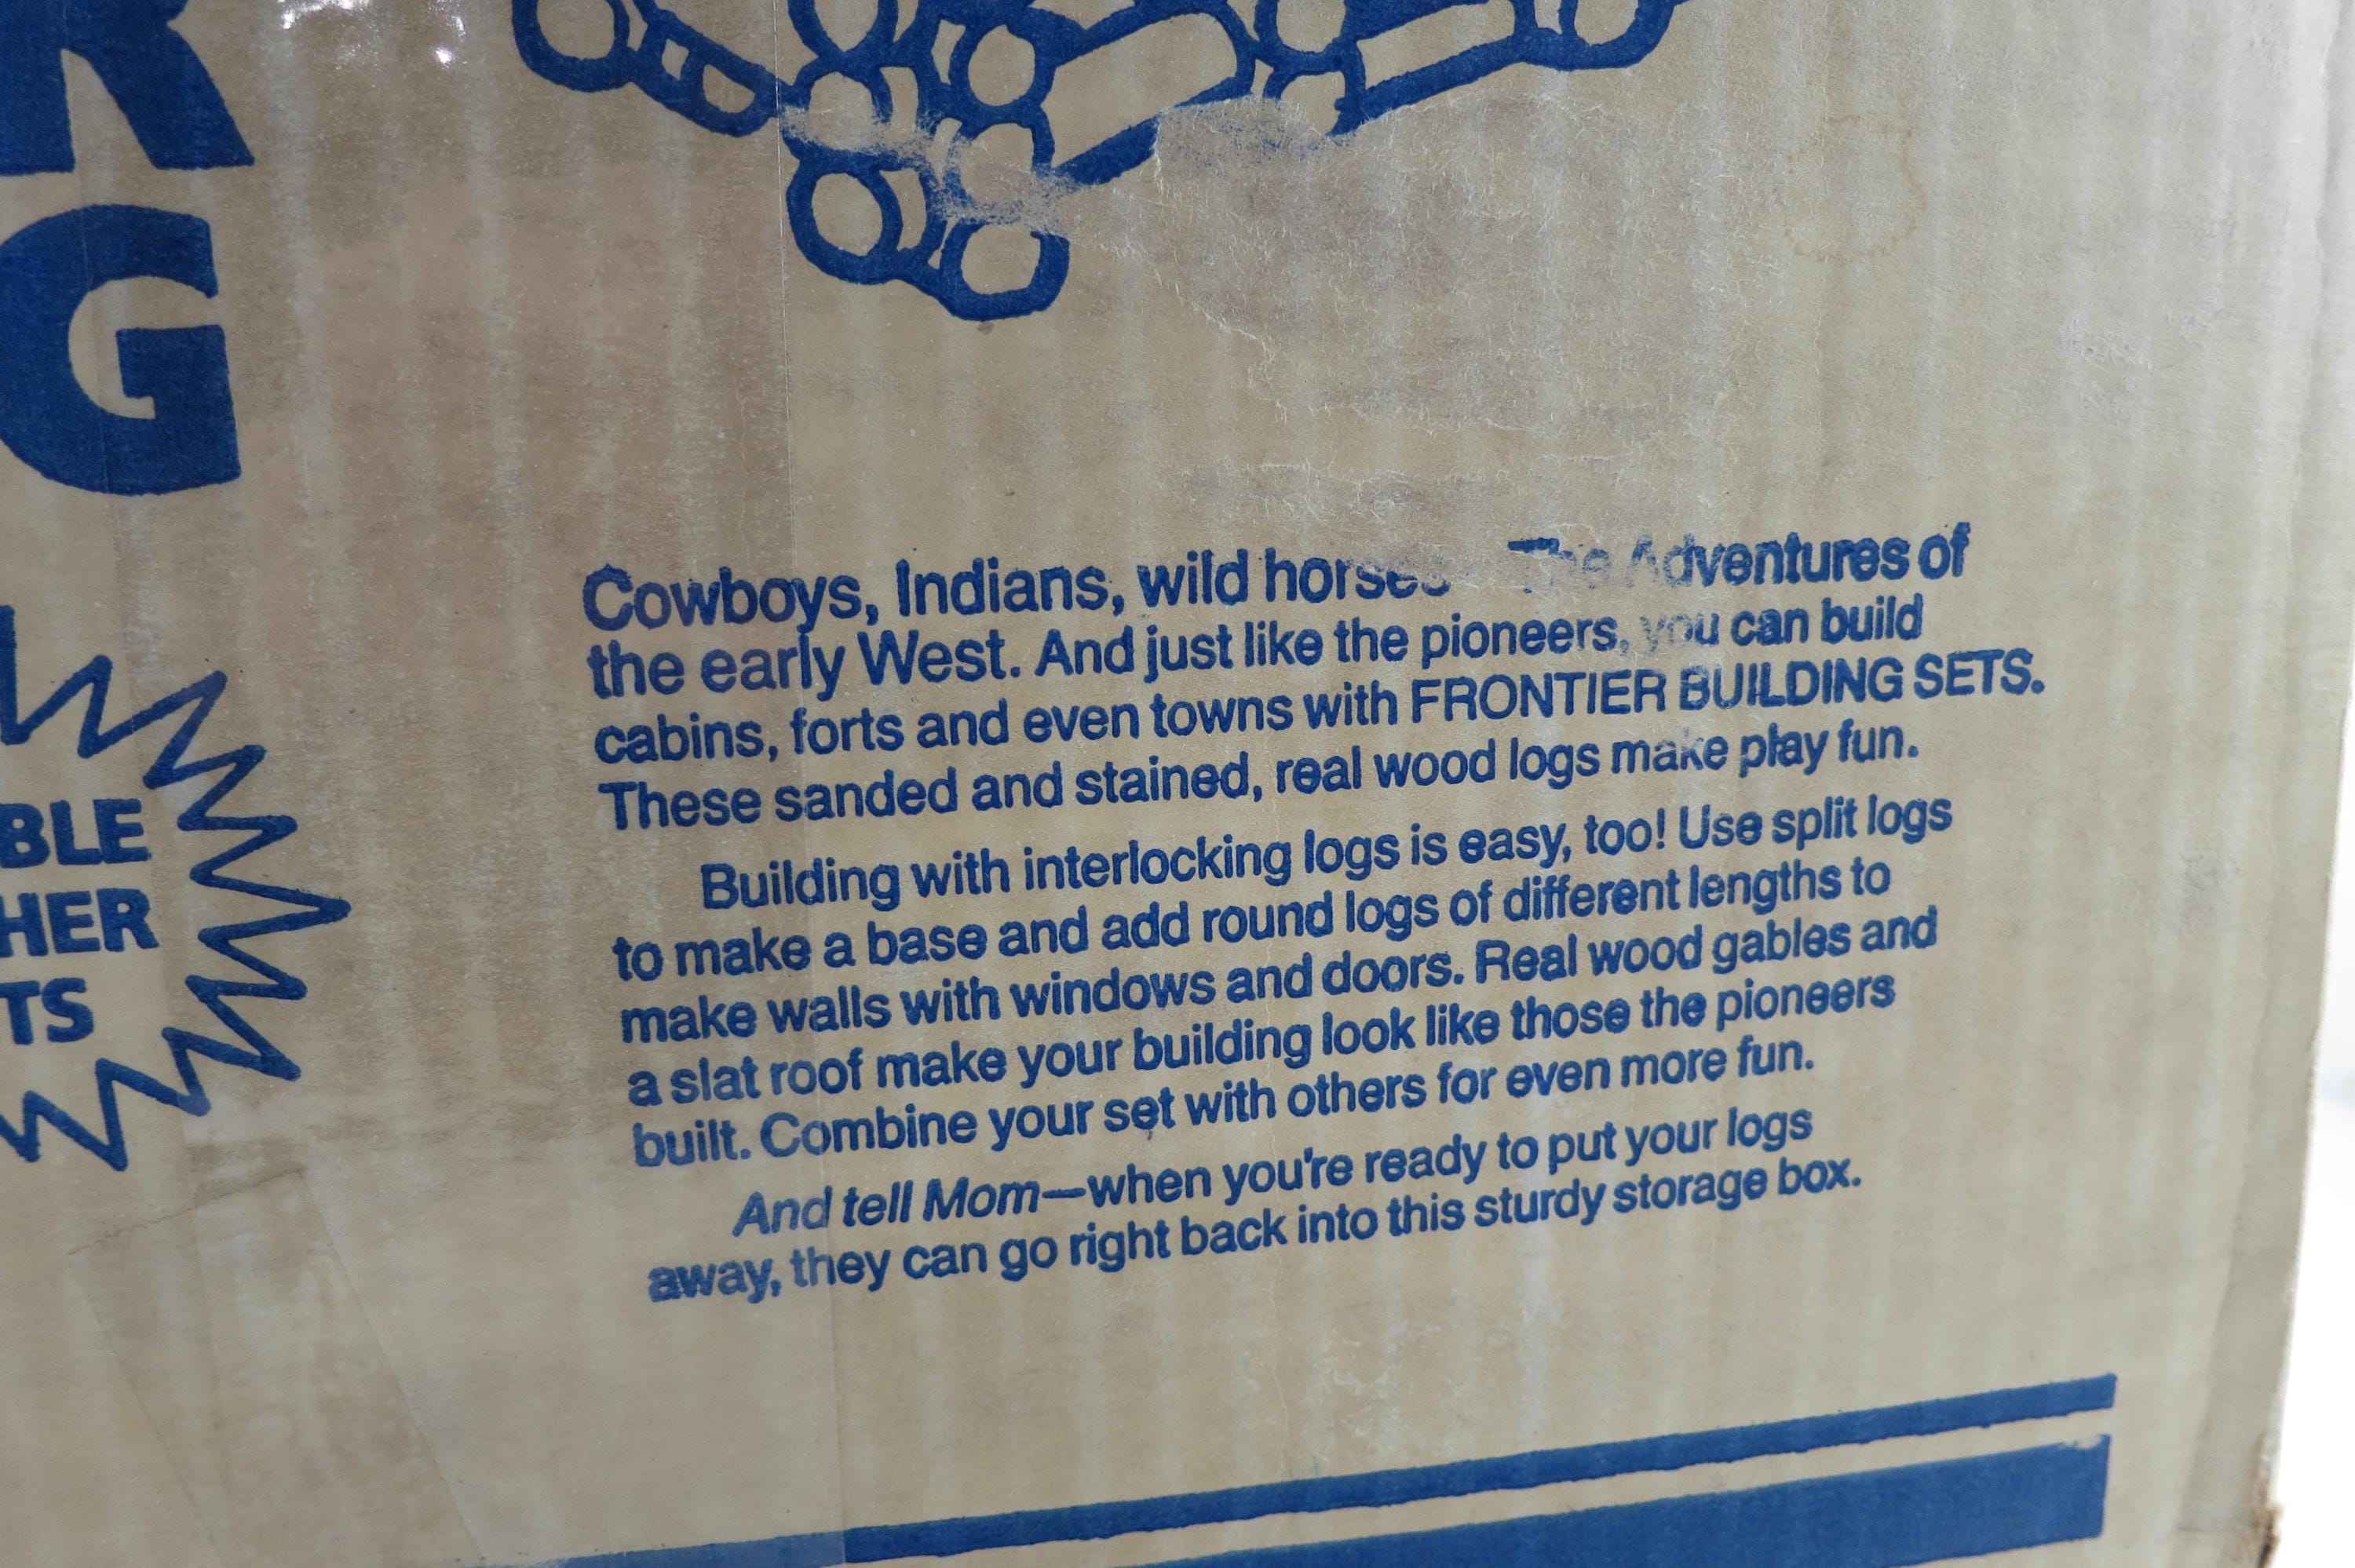 R
G
BLE
HER
TS
Cowboys, Indians, wild horses The Adventures of
the early West. And just like the pioneers, you can build
cabins, forts and even towns with FRONTIER BUILDING SETS.
These sanded and stained, real wood logs make play fun.
Building with interlocking logs is easy, too! Use split logs
to make a base and add round logs of different lengths to
make walls with windows and doors. Real wood gables and
a slat roof make your building look like those the pioneers
built. Combine your set with others for even more fun.
And tell Mom—when you're ready to put your logs
away, they can go right back into this sturdy storage box.